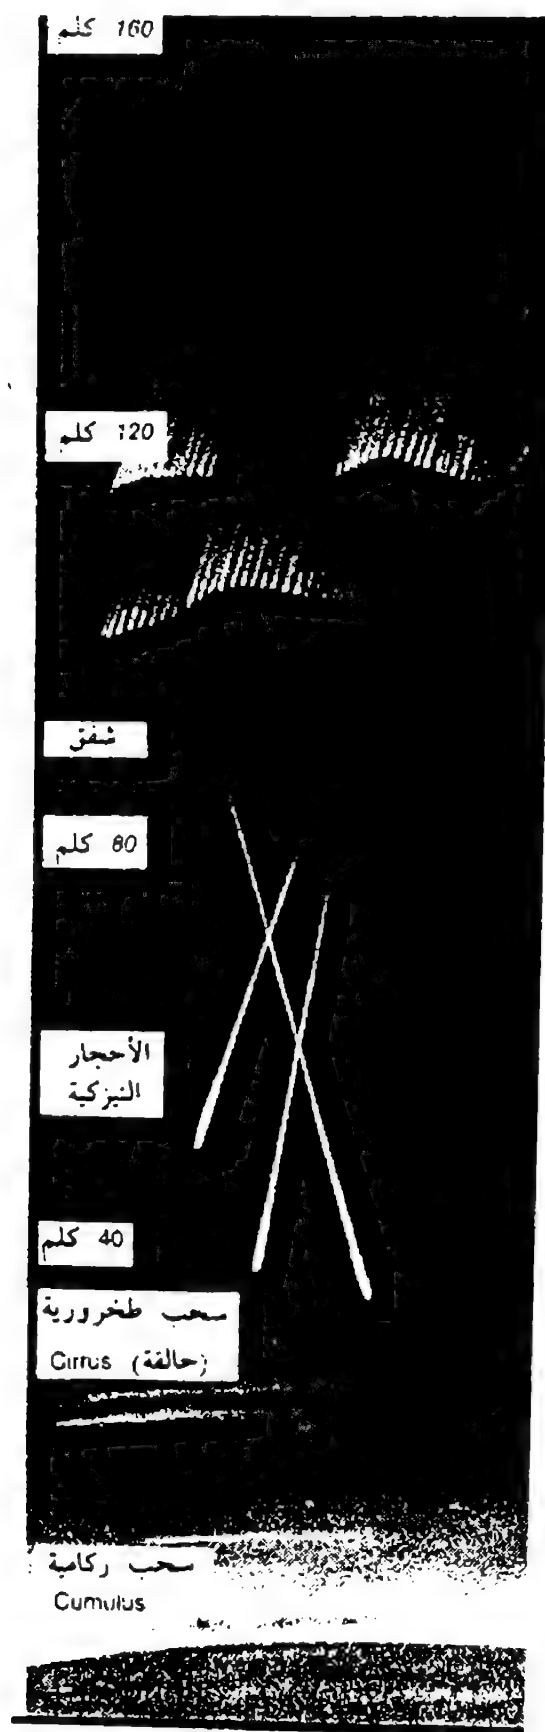 160 كلم
120 كلم
شفق
80 كلم
الأحجار
النيزكية
40 كلم
سحب طخرورية
(حالقة) Cirrus
سحب ركامية
Cumulus